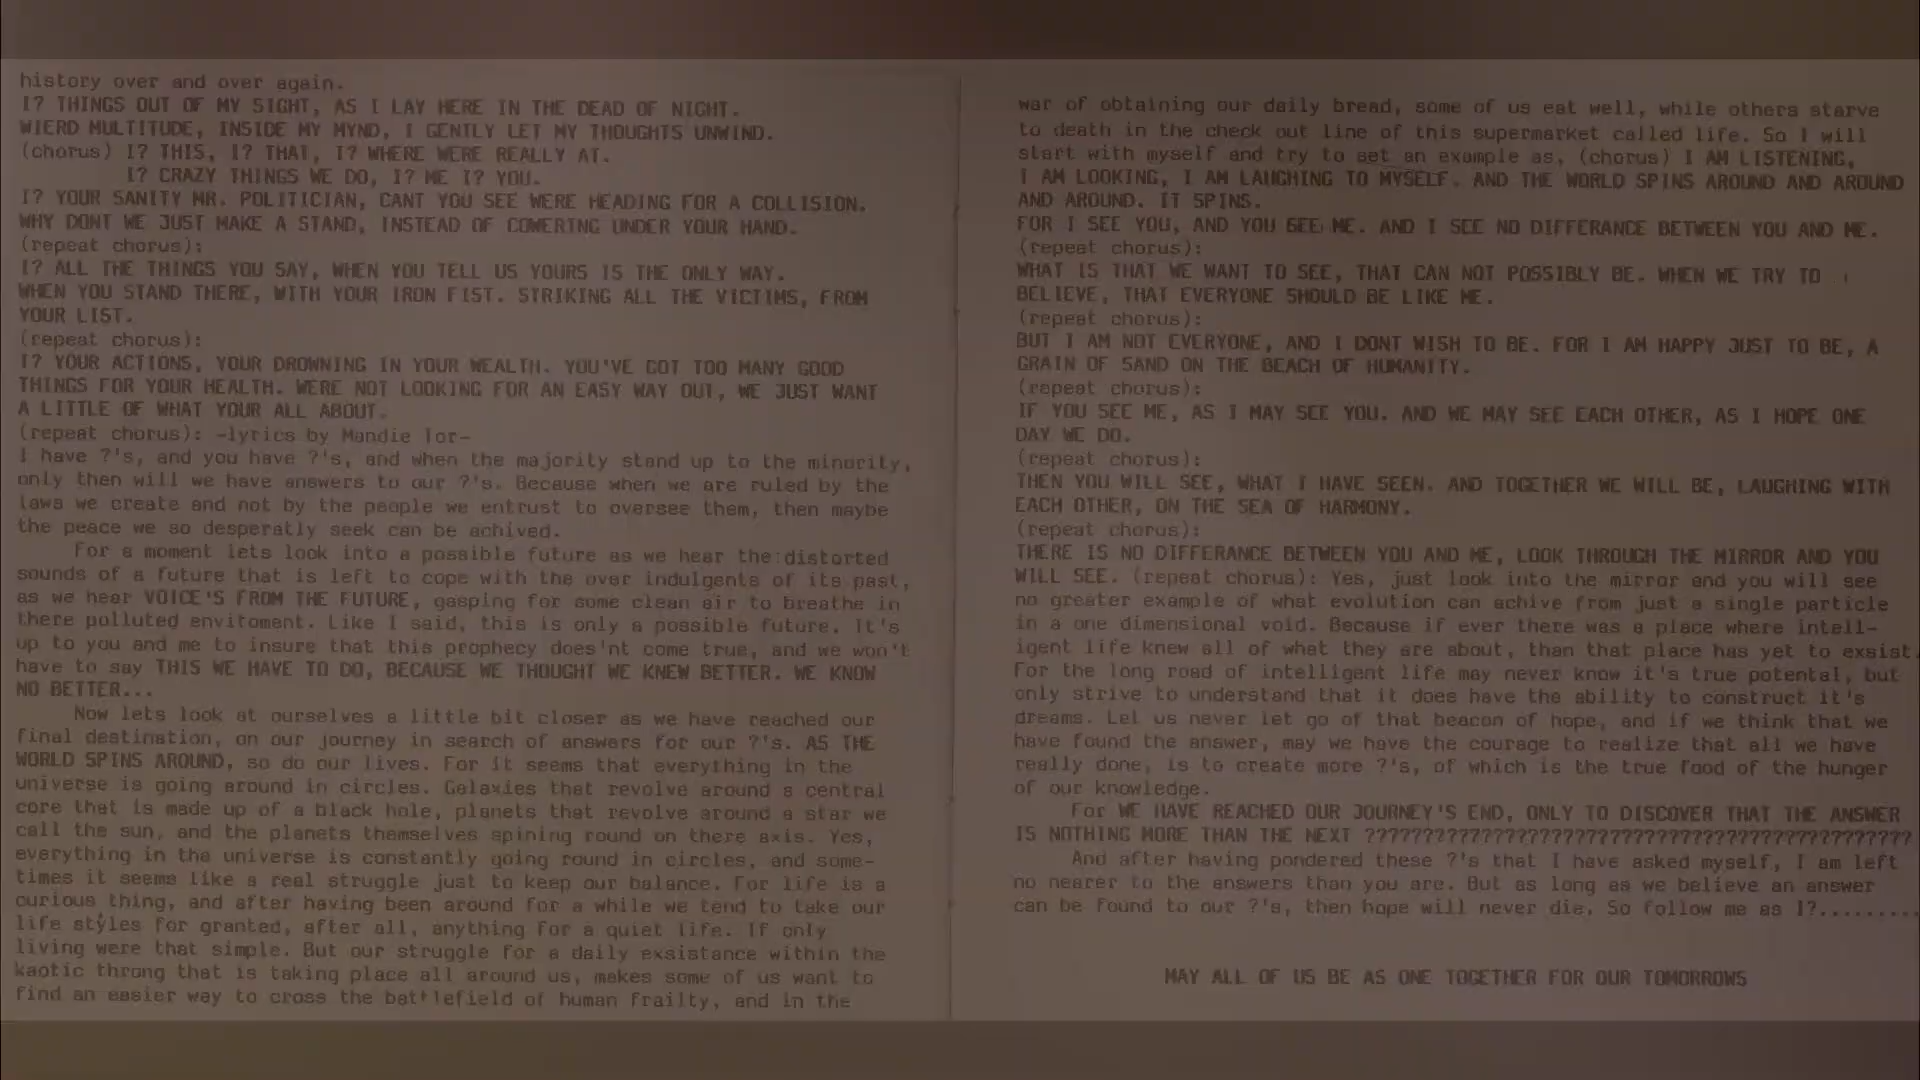 history over and over again.
I? THINGS OUT OF MY SIGHT, AS I LAY HERE IN THE DEAD OF NIGHT.
WIERD MULTITUDE, INSIDE MY MYND, I GENTLY LET MY THOUGHTS UNWIND.
(chorus) I? THIS, I? THAT, I? WHERE WERE REALLY AT.
I? CRAZY THINGS WE DO, I? ME I? YOU.
I? YOUR SANITY MR. POLITICIAN, CANT YOU SEE WERE HEADING FOR A COLLISION.
WHY DONT WE JUST MAKE A STAND, INSTEAD OF COWERING UNDER YOUR HAND.
(repeat chorus):
I? ALL THE THINGS YOU SAY, WHEN YOU TELL US YOURS IS THE ONLY WAY.
WHEN YOU STAND THERE, WITH YOUR IRON FIST. STRIKING ALL THE VICTIMS, FROM
YOUR LIST.
(repeat chorus):
I? YOUR ACTIONS, YOUR DROWNING IN YOUR WEALTH. YOU'VE GOT TOO MANY GOOD
THINGS FOR YOUR HEALTH. WERE NOT LOOKING FOR AN EASY WAY OUT, WE JUST WANT
A LITTLE OF WHAT YOUR ALL ABOUT.
(repeat chorus): -lyrics by Mandie Ior-
I have ?'s, and you have ?'s, and when the majority stand up to the minority,
only then will we have answers to our ?'s. Because when we are ruled by the
laws we create and not by the people we entrust to oversee them, then maybe
the peace we so desperatly seek can be achived.
For a moment lets look into a possible future as we hear the distorted
sounds of a future that is left to cope with the over indulgents of its past,
as we hear VOICE'S FROM THE FUTURE, gasping for some clean air to breathe in
there polluted enviToment. Like I said, this is only a possible future. It's
up to you and me to insure that this prophecy does'nt come true, and we won't
have to say THIS WE HAVE TO DO, BECAUSE WE THOUGHT WE KNEW BETTER. WE KNOW
NO BETTER...
Now lets look at ourselves a little bit closer as we have reached our
final destination, on our journey in search of answers for our ?'s. AS THE
WORLD SPINS AROUND, so do our lives. For it seems that everything in the
universe is going around in circles. Galaxies that revolve around a central
core that is made up of a black hole, planets that revolve around a star we
call the sun, and the planets themselves spining round on there axis. Yes,
everything in the universe is constantly going round in circles, and some-
times it seems like a real struggle just to keep our balance. For life is a
curious thing, and after having been around for a while we tend to take our
life styles for granted, after all, anything for a quiet life. If only
living were that simple. But our struggle for a daily exsistance within the
kaotic throng that is taking place all around us, makes some of us want to
find an easier way to cross the battlefield of human frailty, and in the
war of obtaining our daily bread, some of us eat well, while others starve
to death in the check out line of this supermarket called life. So I will
start with myself and try to set an example as, (chorus) I AM LISTENING,
I AM LOOKING, I AM LAUGHING TO MYSELF. AND THE WORLD SPINS AROUND AND AROUND
AND AROUND. IT SPINS.
FOR I SEE YOU, AND YOU SEE ME. AND I SEE NO DIFFERANCE BETWEEN YOU AND ME.
(repeat chorus):
WHAT IS THAT WE WANT TO SEE, THAT CAN NOT POSSIBLY BE. WHEN WE TRY TO
BELIEVE, THAT EVERYONE SHOULD BE LIKE ME.
(repeat chorus):
BUT I AM NOT EVERYONE, AND I DONT WISH TO BE. FOR I AM HAPPY JUST TO BE, A
GRAIN OF SAND ON THE BEACH OF HUMANITY.
(repeat chorus):
IF YOU SEE ME, AS I MAY SEE YOU. AND WE MAY SEE EACH OTHER, AS I HOPE ONE
DAY WE DO.
(repeat chorus):
THEN YOU WILL SEE, WHAT I HAVE SEEN. AND TOGETHER WE WILL BE, LAUGHING WITH
EACH OTHER, ON THE SEA OF HARMONY.
(repeat chorus):
THERE IS NO DIFFERANCE BETWEEN YOU AND ME, LOOK THROUGH THE MIRROR AND YOU
WILL SEE. (repeat chorus): Yes, just look into the mirror and you will see
no greater example of what evolution can achive from just a single particle
in a one dimensional void. Because if ever there was a place where intell-
igent life knew all of what they are about, than that place has yet to exsist.
For the long road of intelligent life may never know it's true potental, but
only strive to understand that it does have the ability to construct it's
dreams. Let us never let go of that beacon of hope, and if we think that we
have found the answer, may we have the courage to realize that all we have
really done, is to create more ?'s, of which is the true food of the hunger
of our knowledge.
For WE HAVE REACHED OUR JOURNEY'S END, ONLY TO DISCOVER THAT THE ANSWER
IS NOTHING MORE THAN THE NEXT ??????????????????????????????????????????????
And after having pondered these ?'s that I have asked myself, I am left
no nearer to the answers than you are. But as long as we believe an answer
can be found to our ?'s, then hope will never die. So follow me as I?.........
MAY ALL OF US BE AS ONE TOGETHER FOR OUR TOMORROWS